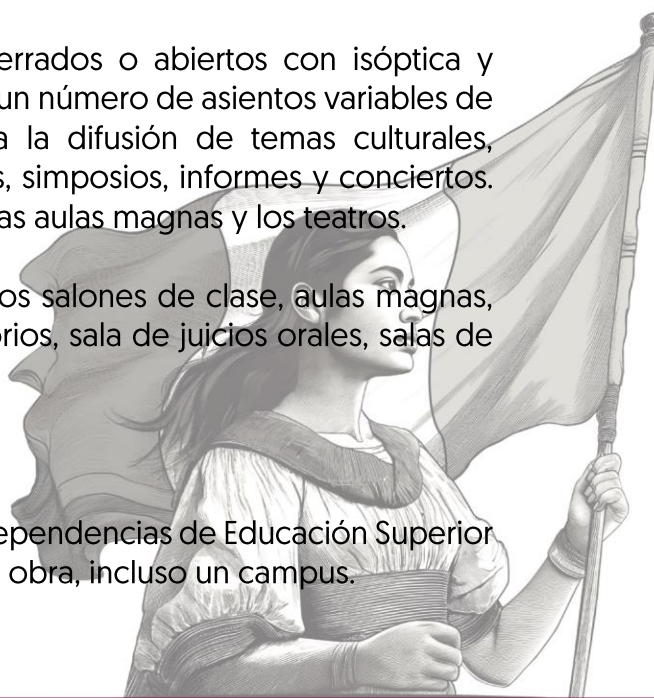 errados o abiertos con isóptica y
un número de asientos variables de
a la difusión de temas culturales,
s, simposios, informes y conciertos.
as aulas magnas y los teatros.
os salones de clase, aulas magnas,
orios, sala de juicios orales, salas de
ependencias de Educación Superior
obra, incluso un campus.